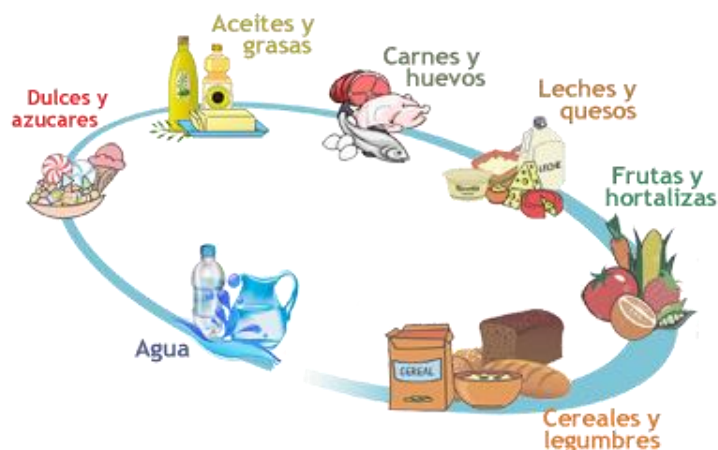 Aceites y
grasas
Carnes y
huevos
Leches y
quesos
Dulces y
azucares
LECHE
Frutas y
hortalizas
Agua
CEREAL
Cereales y
legumbres